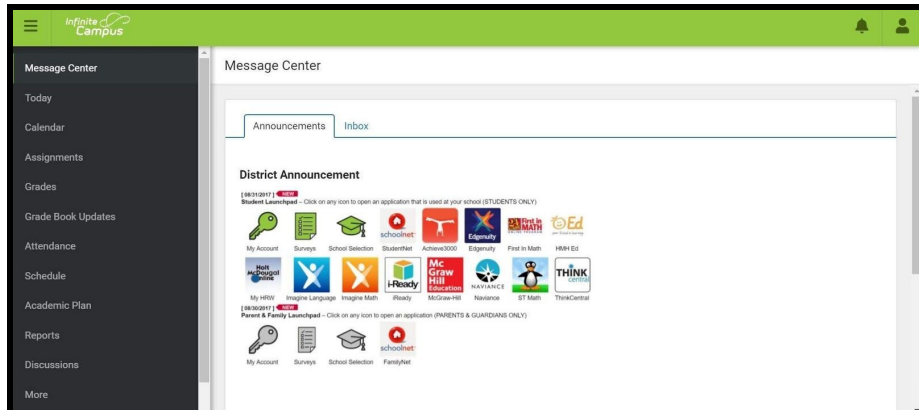 Infinite
Campus
Message Center
Today
Calendar
Assignments
Grades
Grade Book Updates
Attendance
Schedule
Academic Plan
Reports
Discussions
More
Message Center
Announcements Inbox
District Announcement
[ 08/31/2017 ] NEW
Student Launchpad – Click on any icon to open an application that is used at your school (STUDENTS ONLY)
schoolnet Edgenuity First in MATH Ed
My Account Surveys School Selection StudentNet Achieve3000 Edgenuity First in Math HMH Ed
Holt McDougal Online i-Ready Mc Graw Hill Education NAVIANCE THINK central
My HRW Imagine Language Imagine Math iReady McGraw-Hill Naviance ST Math ThinkCentral
[ 08/30/2017 ] NEW
Parent & Family Launchpad – Click on any icon to open an application (PARENTS & GUARDIANS ONLY)
schoolnet
My Account Surveys School Selection FamilyNet